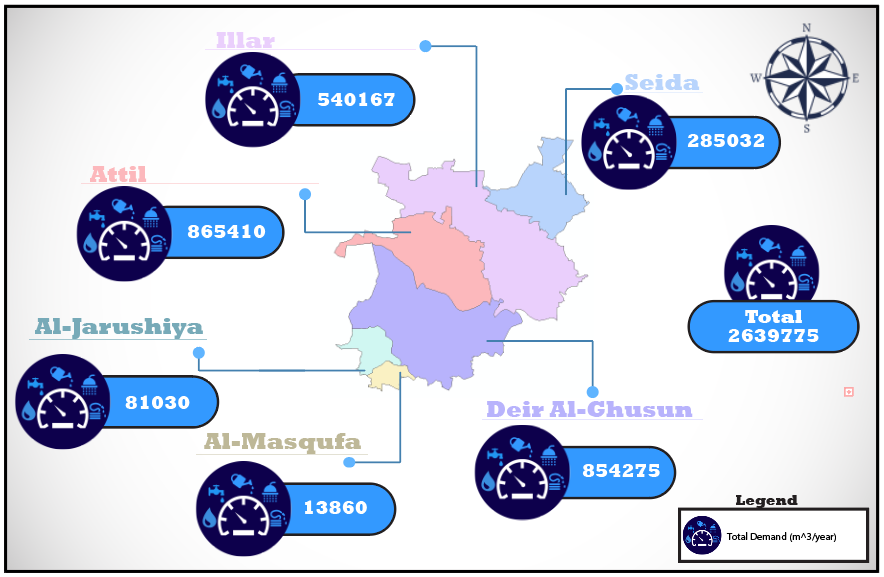 Illar
540167
N
W
E
S
Seida
285032
Attil
865410
Total
2639775
Al-Jarushiya
81030
Deir Al-Ghusun
854275
Al-Masqufa
13860
Legend
Total Demand (m^3/year)